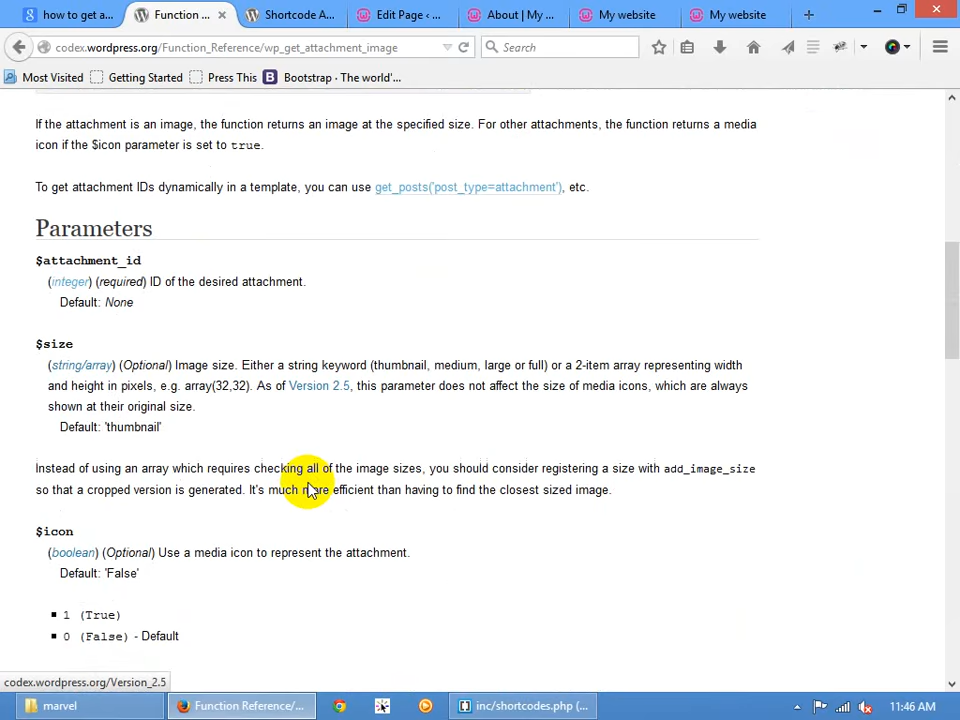 how to get a...
Function ...
Shortcode A...
Edit Page ‹ ...
About | My ...
My website
My website
codex.wordpress.org/Function_Reference/wp_get_attachment_image
Search
Most Visited
Getting Started
Press This
B
Bootstrap · The world'...
If the attachment is an image, the function returns an image at the specified size. For other attachments, the function returns a media
icon if the $icon parameter is set to true.
To get attachment IDs dynamically in a template, you can use get_posts('post_type=attachment'), etc.
Parameters
$attachment_id
(integer) (required) ID of the desired attachment.
Default: None
$size
(string/array) (Optional) Image size. Either a string keyword (thumbnail, medium, large or full) or a 2-item array representing width
and height in pixels, e.g. array(32,32). As of Version 2.5, this parameter does not affect the size of media icons, which are always
shown at their original size.
Default: 'thumbnail'
Instead of using an array which requires checking all of the image sizes, you should consider registering a size with add_image_size
so that a cropped version is generated. It's much more efficient than having to find the closest sized image.
$icon
(boolean) (Optional) Use a media icon to represent the attachment.
Default: 'False'
1 (True)
0 (False) - Default
codex.wordpress.org/Version_2.5
marvel
Function Reference/...
inc/shortcodes.php (...
11:46 AM